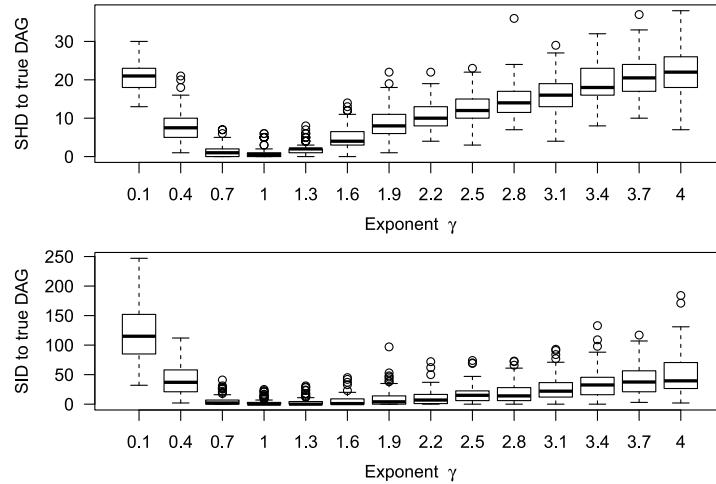 SHD to true DAG
30
20
10
0
0.1 0.4 0.7 1 1.3 1.6 1.9 2.2 2.5 2.8 3.1 3.4 3.7 4
Exponent γ
SID to true DAG
250
200
150
100
50
0
0.1 0.4 0.7 1 1.3 1.6 1.9 2.2 2.5 2.8 3.1 3.4 3.7 4
Exponent γ